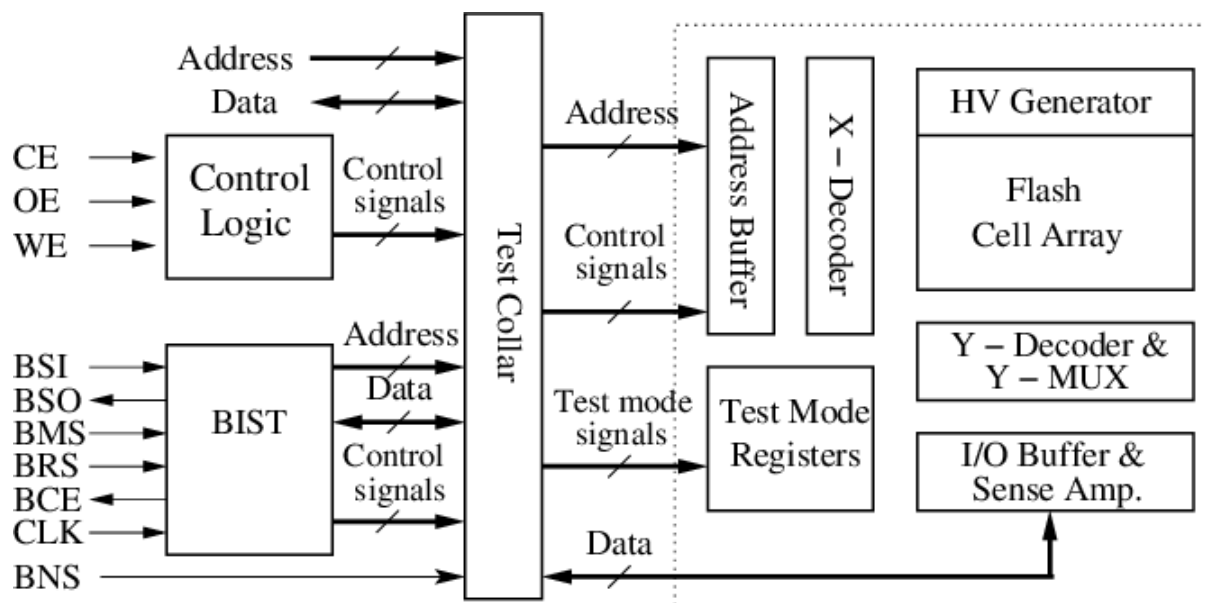 Address
Data
CE
OE
WE
Control
Logic
Control
signals
BSI
BSO
BMS
BRS
BCE
CLK
BNS
BIST
Address
Data
Control
signals
Test Collar
Address
Control
signals
Test mode
signals
Data
Address Buffer
X – Decoder
Test Mode
Registers
HV Generator
Flash
Cell Array
Y – Decoder &
Y – MUX
I/O Buffer &
Sense Amp.